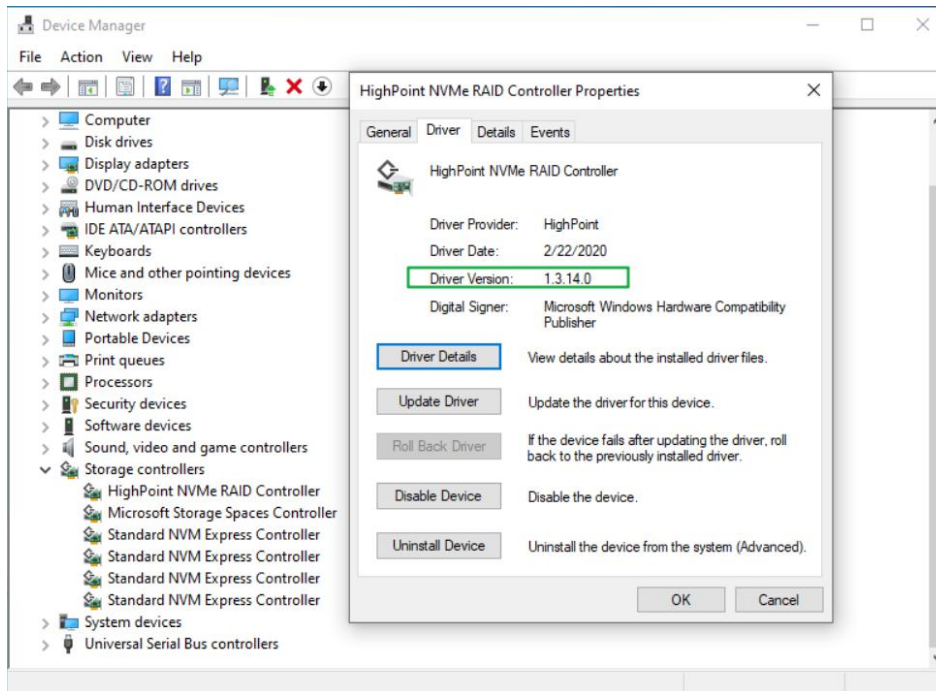 Device Manager
File Action View Help
Computer
Disk drives
Display adapters
DVD/CD-ROM drives
Human Interface Devices
IDE ATA/ATAPI controllers
Keyboards
Mice and other pointing devices
Monitors
Network adapters
Portable Devices
Print queues
Processors
Security devices
Software devices
Sound, video and game controllers
Storage controllers
HighPoint NVMe RAID Controller
Microsoft Storage Spaces Controller
Standard NVM Express Controller
Standard NVM Express Controller
Standard NVM Express Controller
Standard NVM Express Controller
System devices
Universal Serial Bus controllers
HighPoint NVMe RAID Controller Properties
General Driver Details Events
HighPoint NVMe RAID Controller
Driver Provider: HighPoint
Driver Date: 2/22/2020
Driver Version: 1.3.14.0
Digital Signer: Microsoft Windows Hardware Compatibility
Publisher
Driver Details View details about the installed driver files.
Update Driver Update the driver for this device.
Roll Back Driver If the device fails after updating the driver, roll
back to the previously installed driver.
Disable Device Disable the device.
Uninstall Device Uninstall the device from the system (Advanced).
OK Cancel